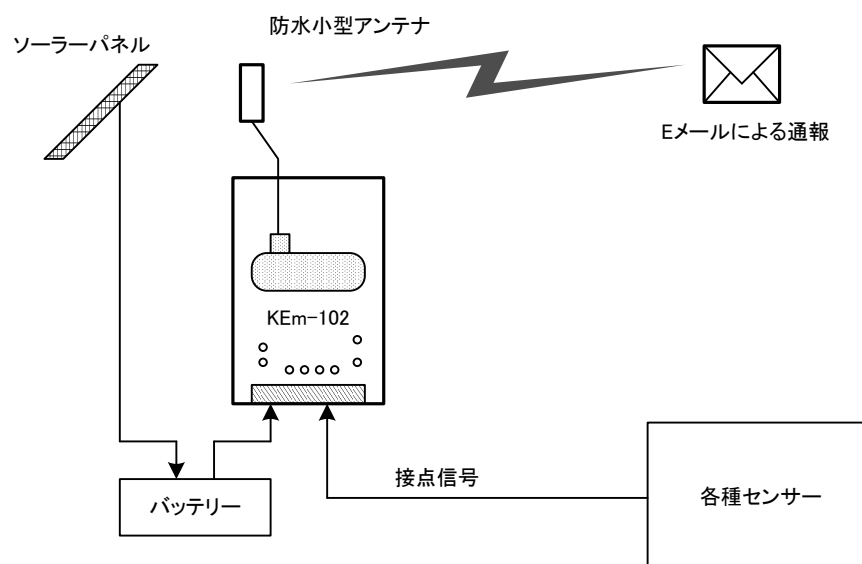 防水小型アンテナ
ソーラーパネル
Eメールによる通報
KEm-102
接点信号
バッテリー
各種センサー